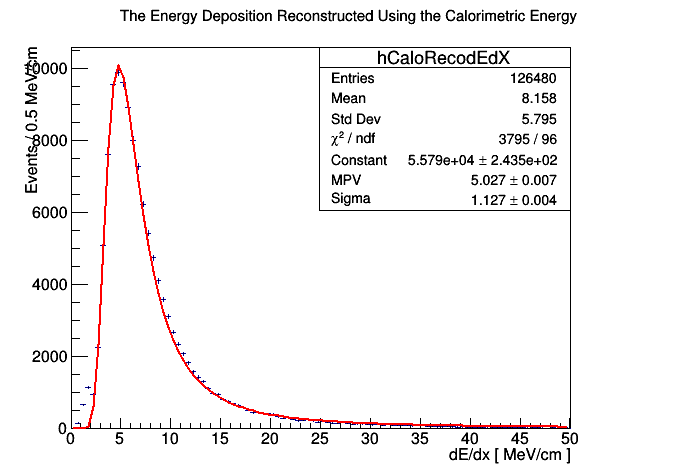 The Energy Deposition Reconstructed Using the Calorimetric Energy
Events / 0.5 MeV/cm
10000
8000
6000
4000
2000
0
hCaloRecodEdX
Entries 126480
Mean 8.158
Std Dev 5.795
χ² / ndf 3795 / 96
Constant 5.579e+04 ± 2.435e+02
MPV 5.027 ± 0.007
Sigma 1.127 ± 0.004
0 5 10 15 20 25 30 35 40 45 50
dE/dx [ MeV/cm ]